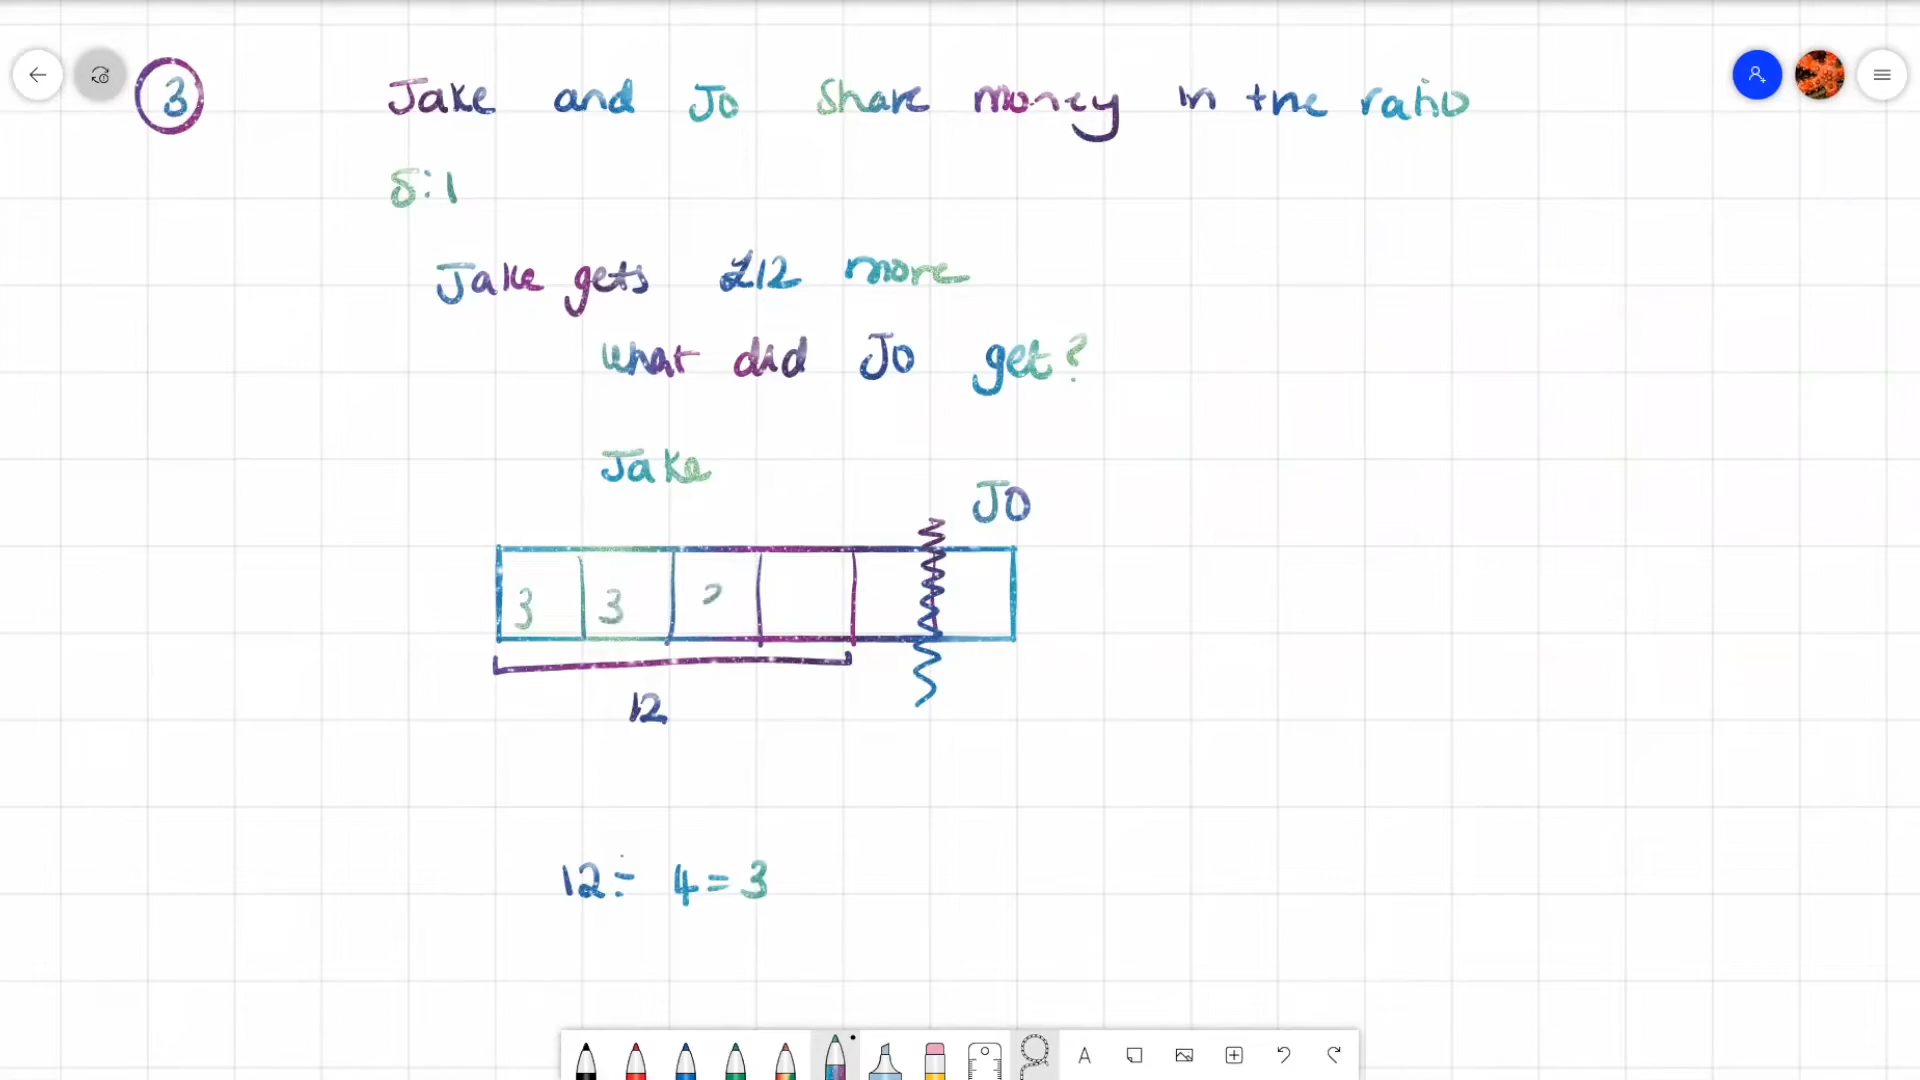 3 Jake and Jo share money in the ratio
5:1
Jake gets £12 more
what did Jo get?
Jake
JO
3 3
12
12 ÷ 4 = 3
A